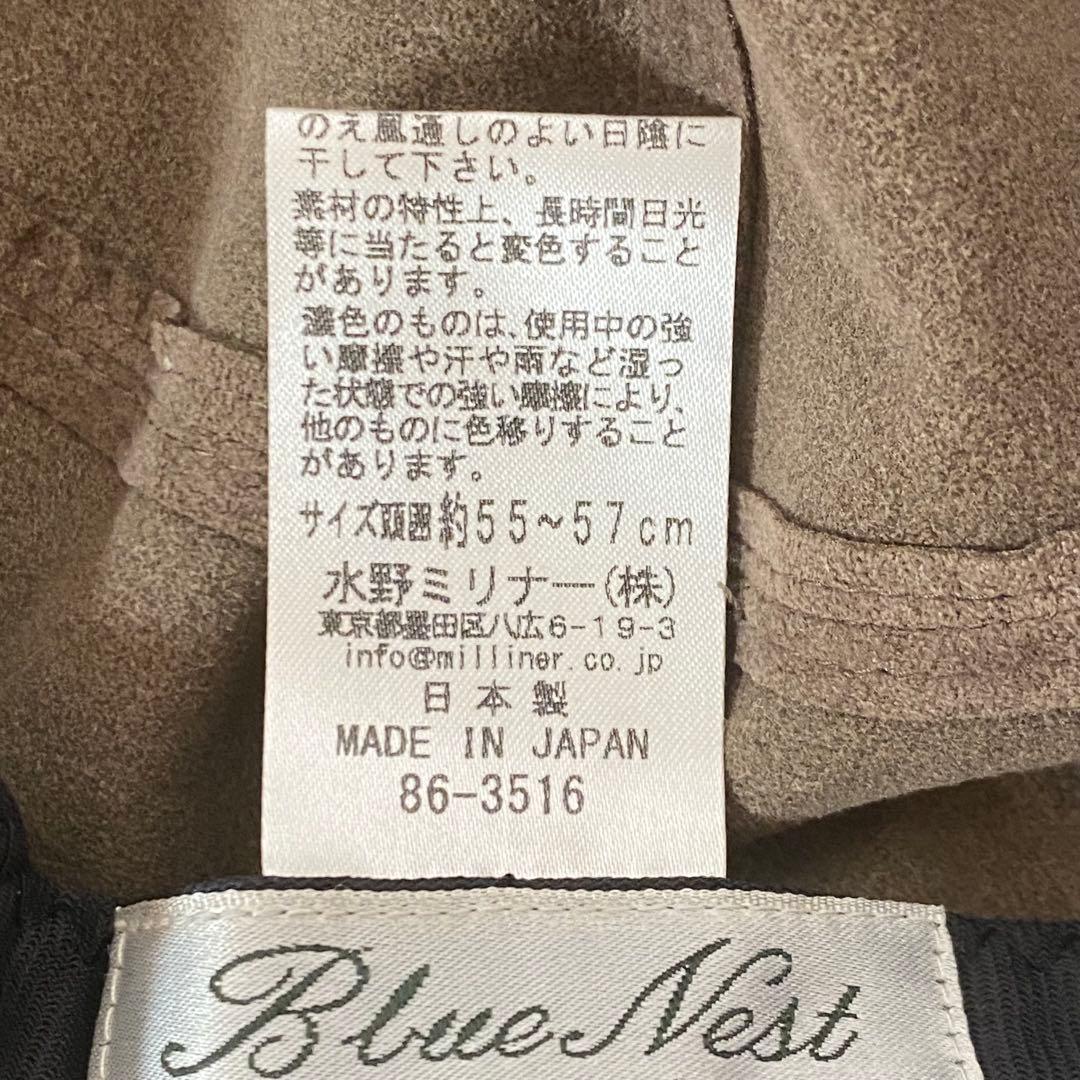 のえ風通しのよい日陰に
干して下さい。
素材の特性上、長時間日光
等に当たると変色すること
があります。
濃色のものは､使用中の強
い摩擦や汗や雨など湿っ
た状態での強い摩擦により､
他のものに色移りすること
があります。
サイズ頭囲約55~57cm
水野ミリナー(株)
東京都墨田区八広6-19-3
info@milliner.co.jp
日本製
MADE IN JAPAN
86-3516
Blue Nest